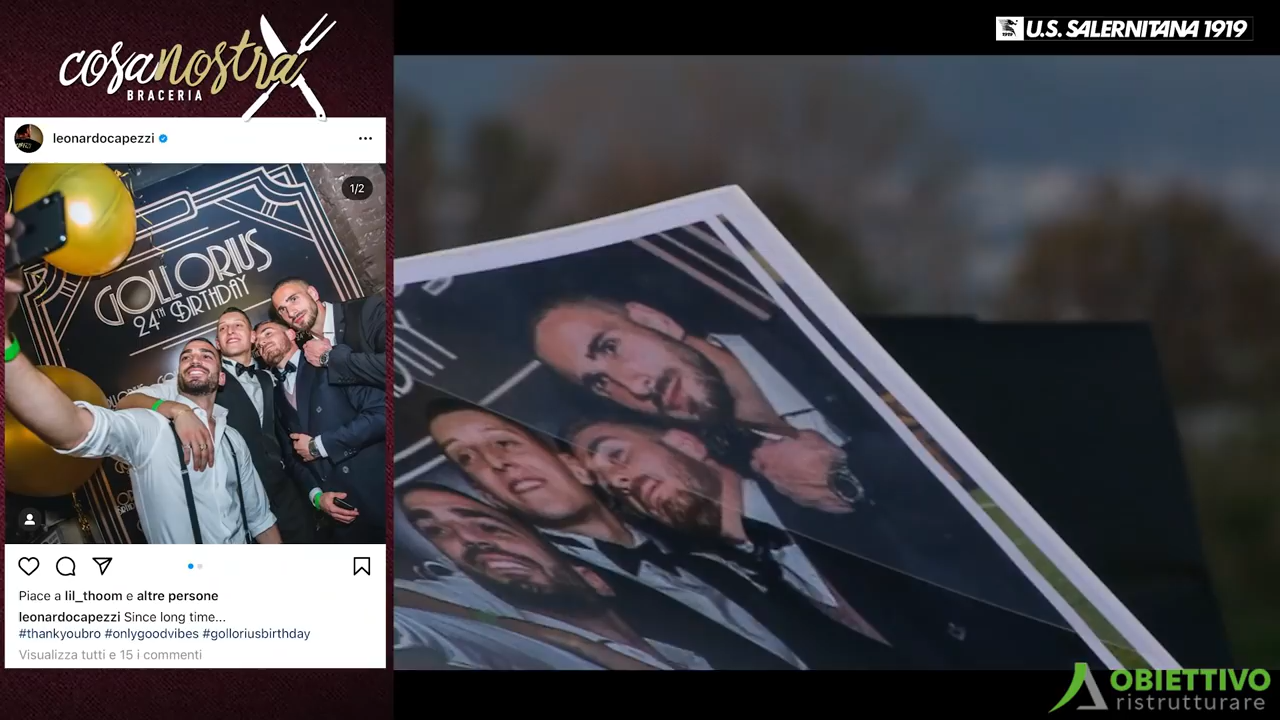 cosanostra
BRACERIA
U.S. SALERNITANA 1919
leonardocapezzi
1/2
GOLLORIUS
24TH BIRTHDAY
Piace a lil_thoom e altre persone
leonardocapezzi Since long time...
#thankyoubro #onlygoodvibes #golloriusbirthday
Visualizza tutti e 15 i commenti
OBIETTIVO
ristrutturare